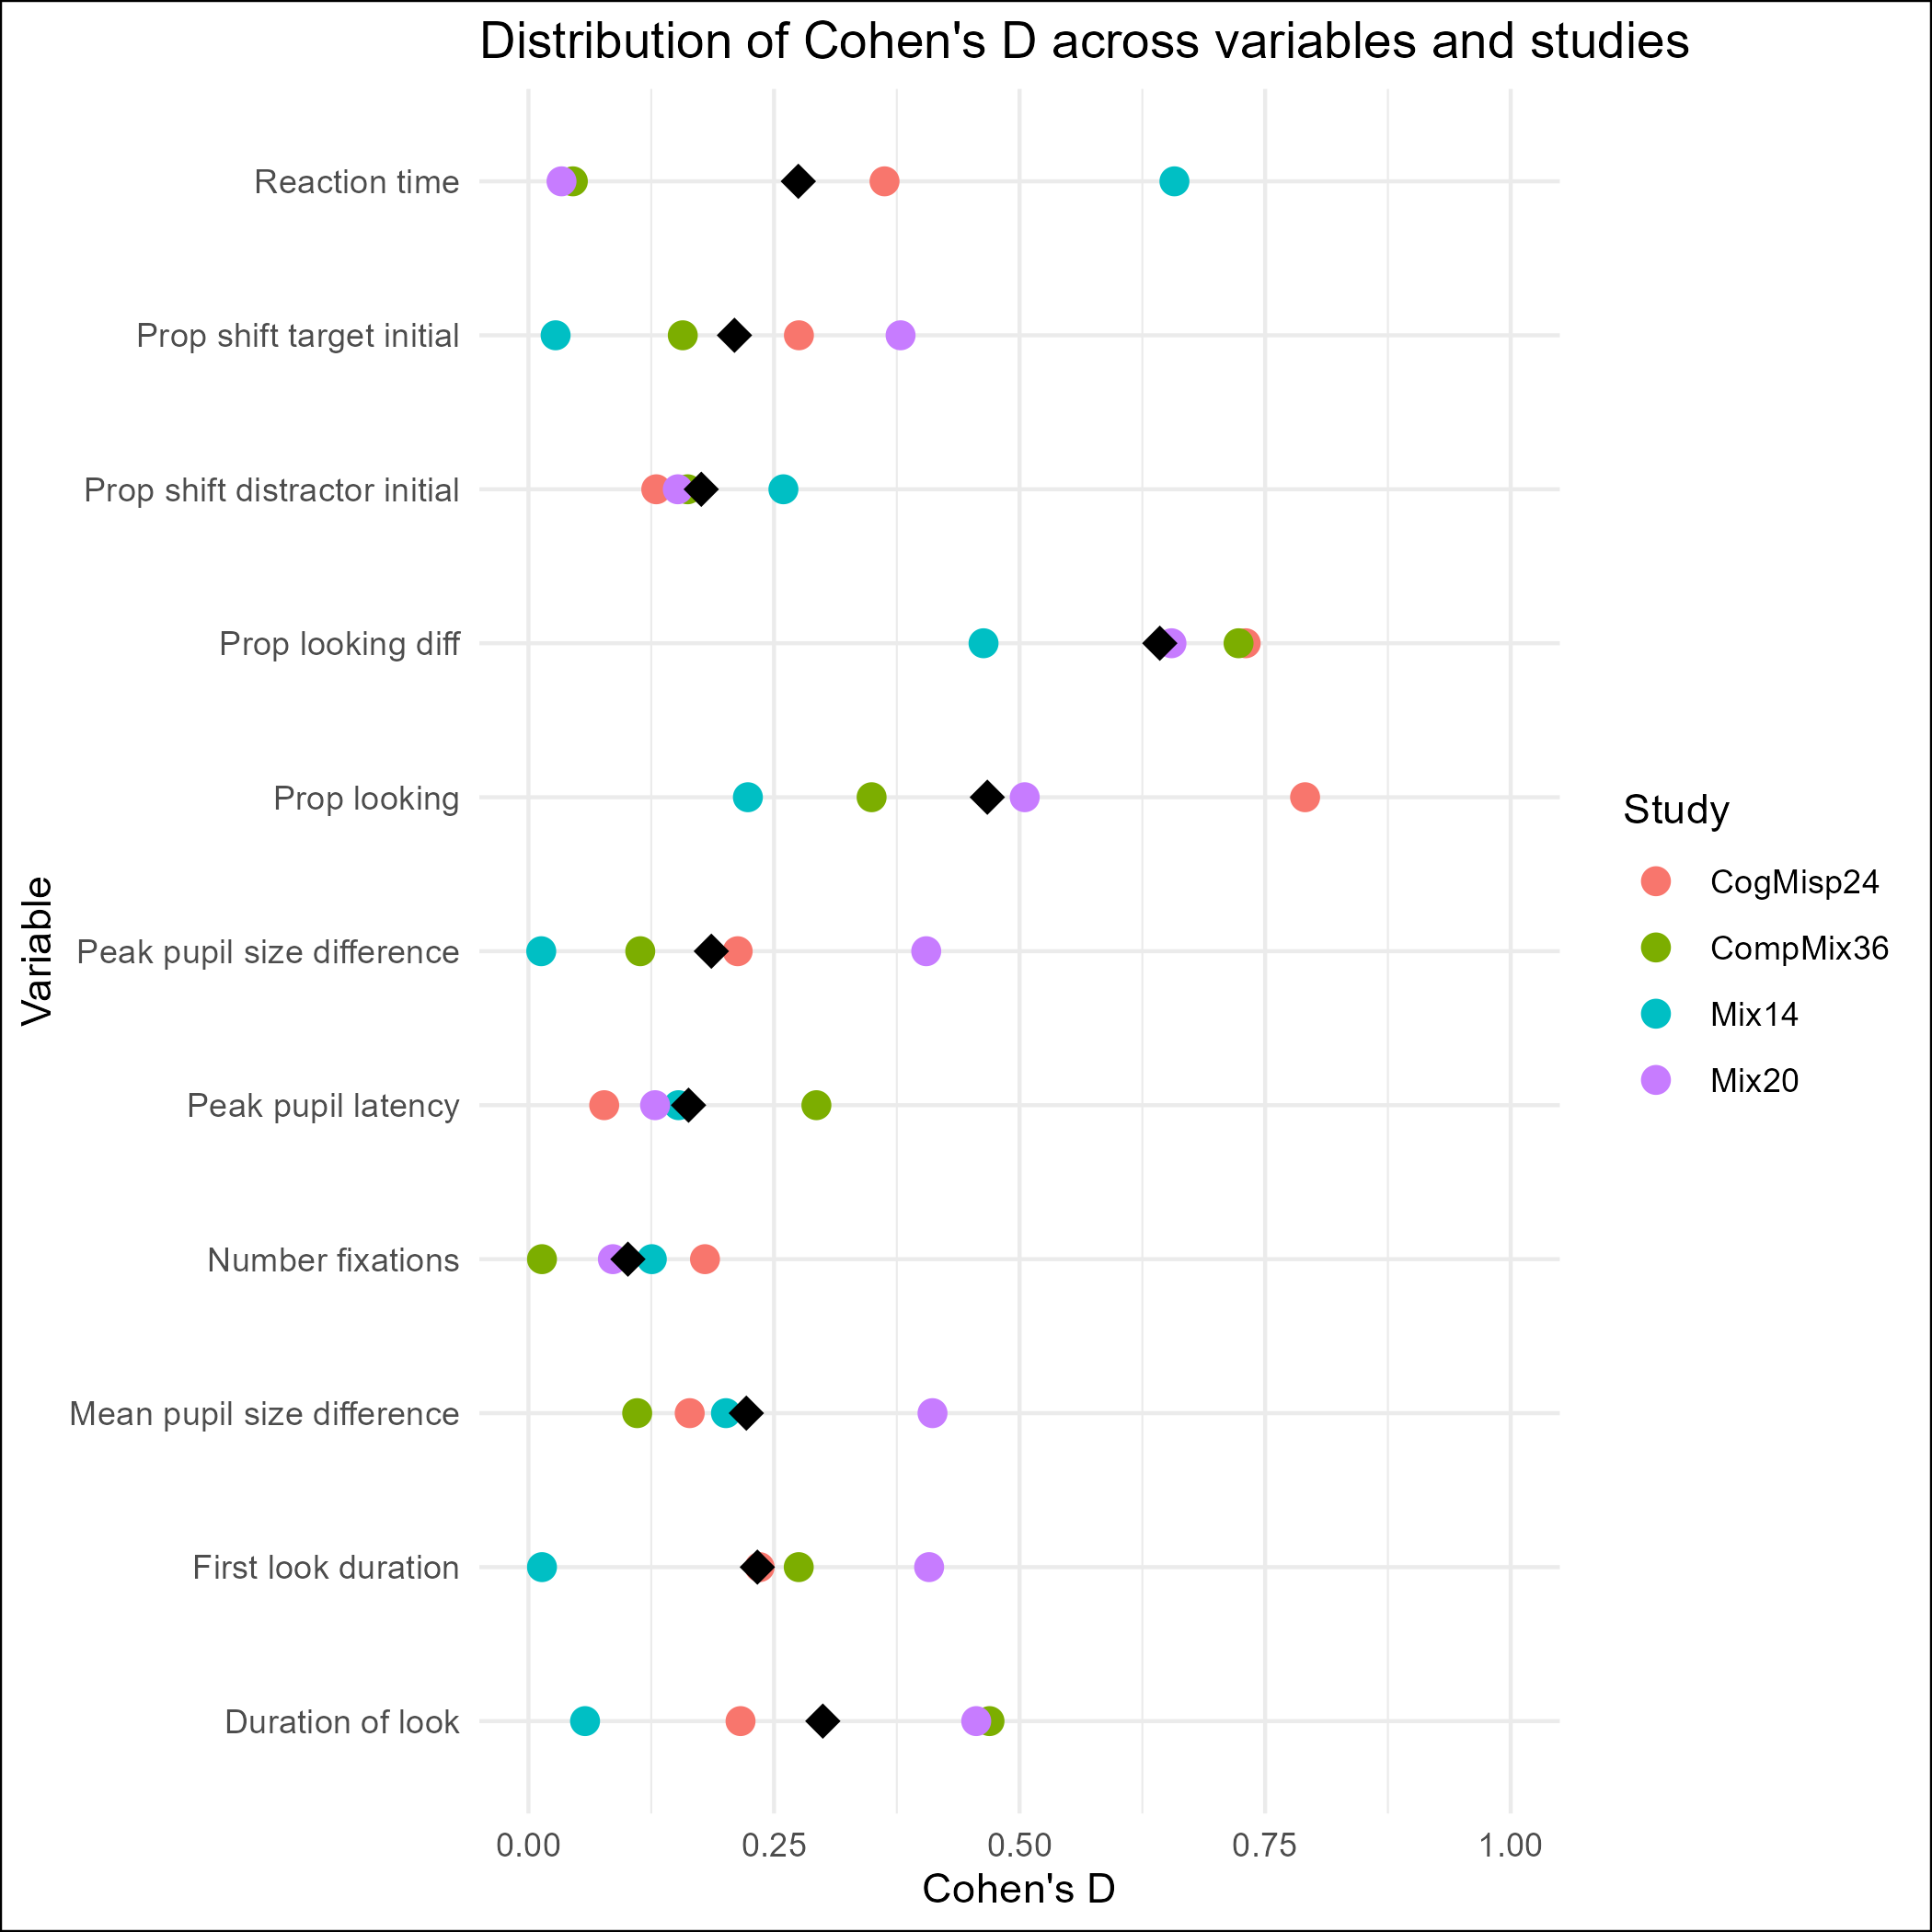 Distribution of Cohen's D across variables and studies
Variable
Reaction time
Prop shift target initial
Prop shift distractor initial
Prop looking diff
Prop looking
Peak pupil size difference
Peak pupil latency
Number fixations
Mean pupil size difference
First look duration
Duration of look
0.00 0.25 0.50 0.75 1.00
Cohen's D
Study
CogMisp24
CompMix36
Mix14
Mix20